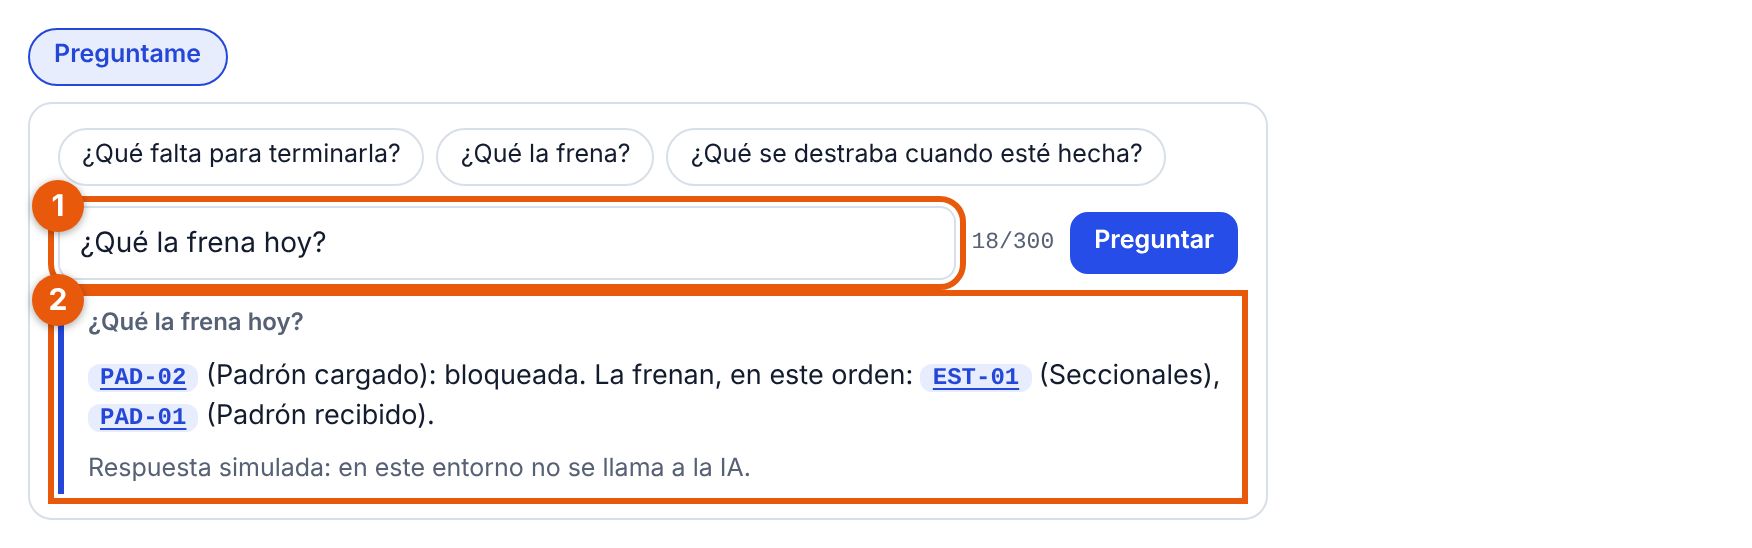 Preguntame
¿Qué falta para terminarla? ¿Qué la frena? ¿Qué se destraba cuando esté hecha?
1
¿Qué la frena hoy? 18/300 Preguntar
2
¿Qué la frena hoy?
PAD-02 (Padrón cargado): bloqueada. La frenan, en este orden: EST-01 (Seccionales),
PAD-01 (Padrón recibido).
Respuesta simulada: en este entorno no se llama a la IA.